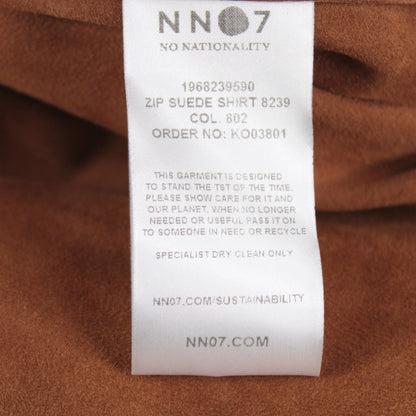 NN07
NO NATIONALITY
1968239590
ZIP SUEDE SHIRT 8239
COL. 802
ORDER NO: KO03801
THIS GARMENT IS DESIGNED
TO STAND THE TST OF THE TIME.
PLEASE SHOW CARE FOR IT AND
OUR PLANET, WHEN NO LONGER
NEEDED OR USEFUL PASS IT ON
TO SOMEONE IN NEED OR RECYCLE
SPECIALIST DRY CLEAN ONLY
NN07.COM/SUSTAINABILITY
NN07.COM